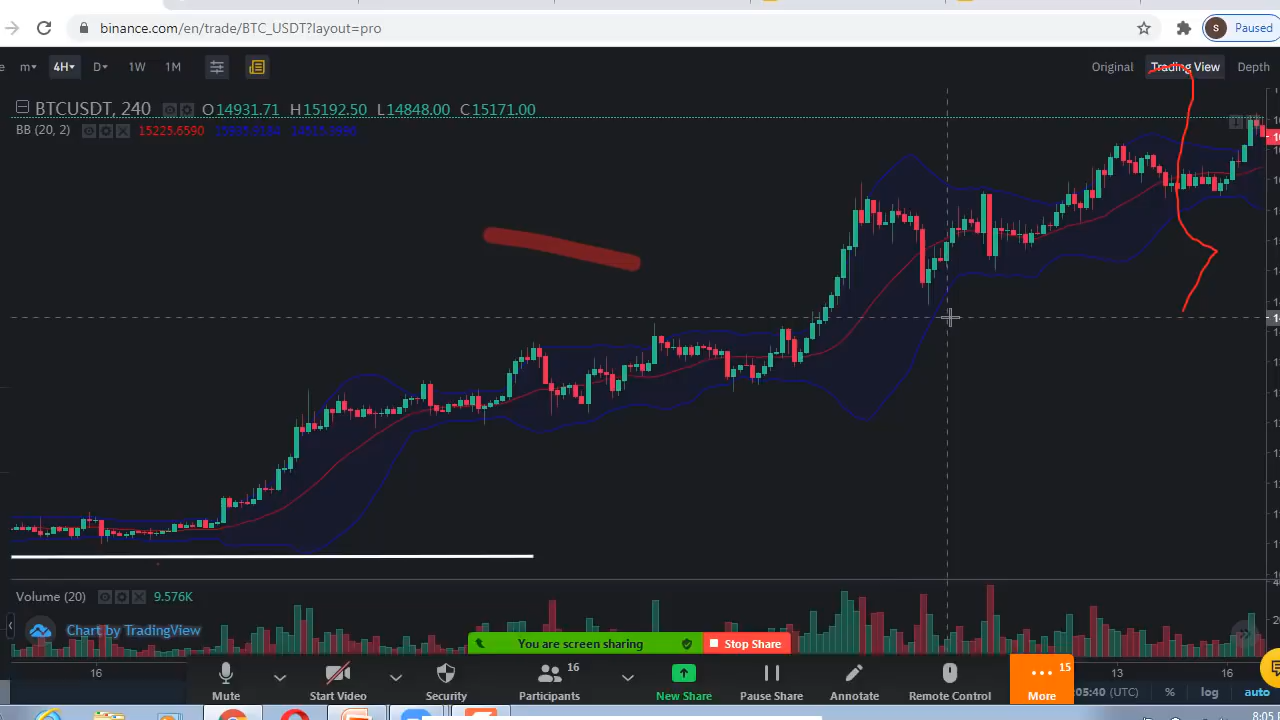 binance.com/en/trade/BTC_USDT?layout=pro
S Paused
m 4H D 1W 1M Original Trading View Depth
BTCUSDT, 240 O14931.71 H15192.50 L14848.00 C15171.00
BB (20, 2) 15225.6590
Volume (20) 9.576K
Chart by TradingView
You are screen sharing Stop Share
16 13 16
Mute Start Video Security Participants 16 New Share Pause Share Annotate Remote Control More 15
:05:40 (UTC) % log auto